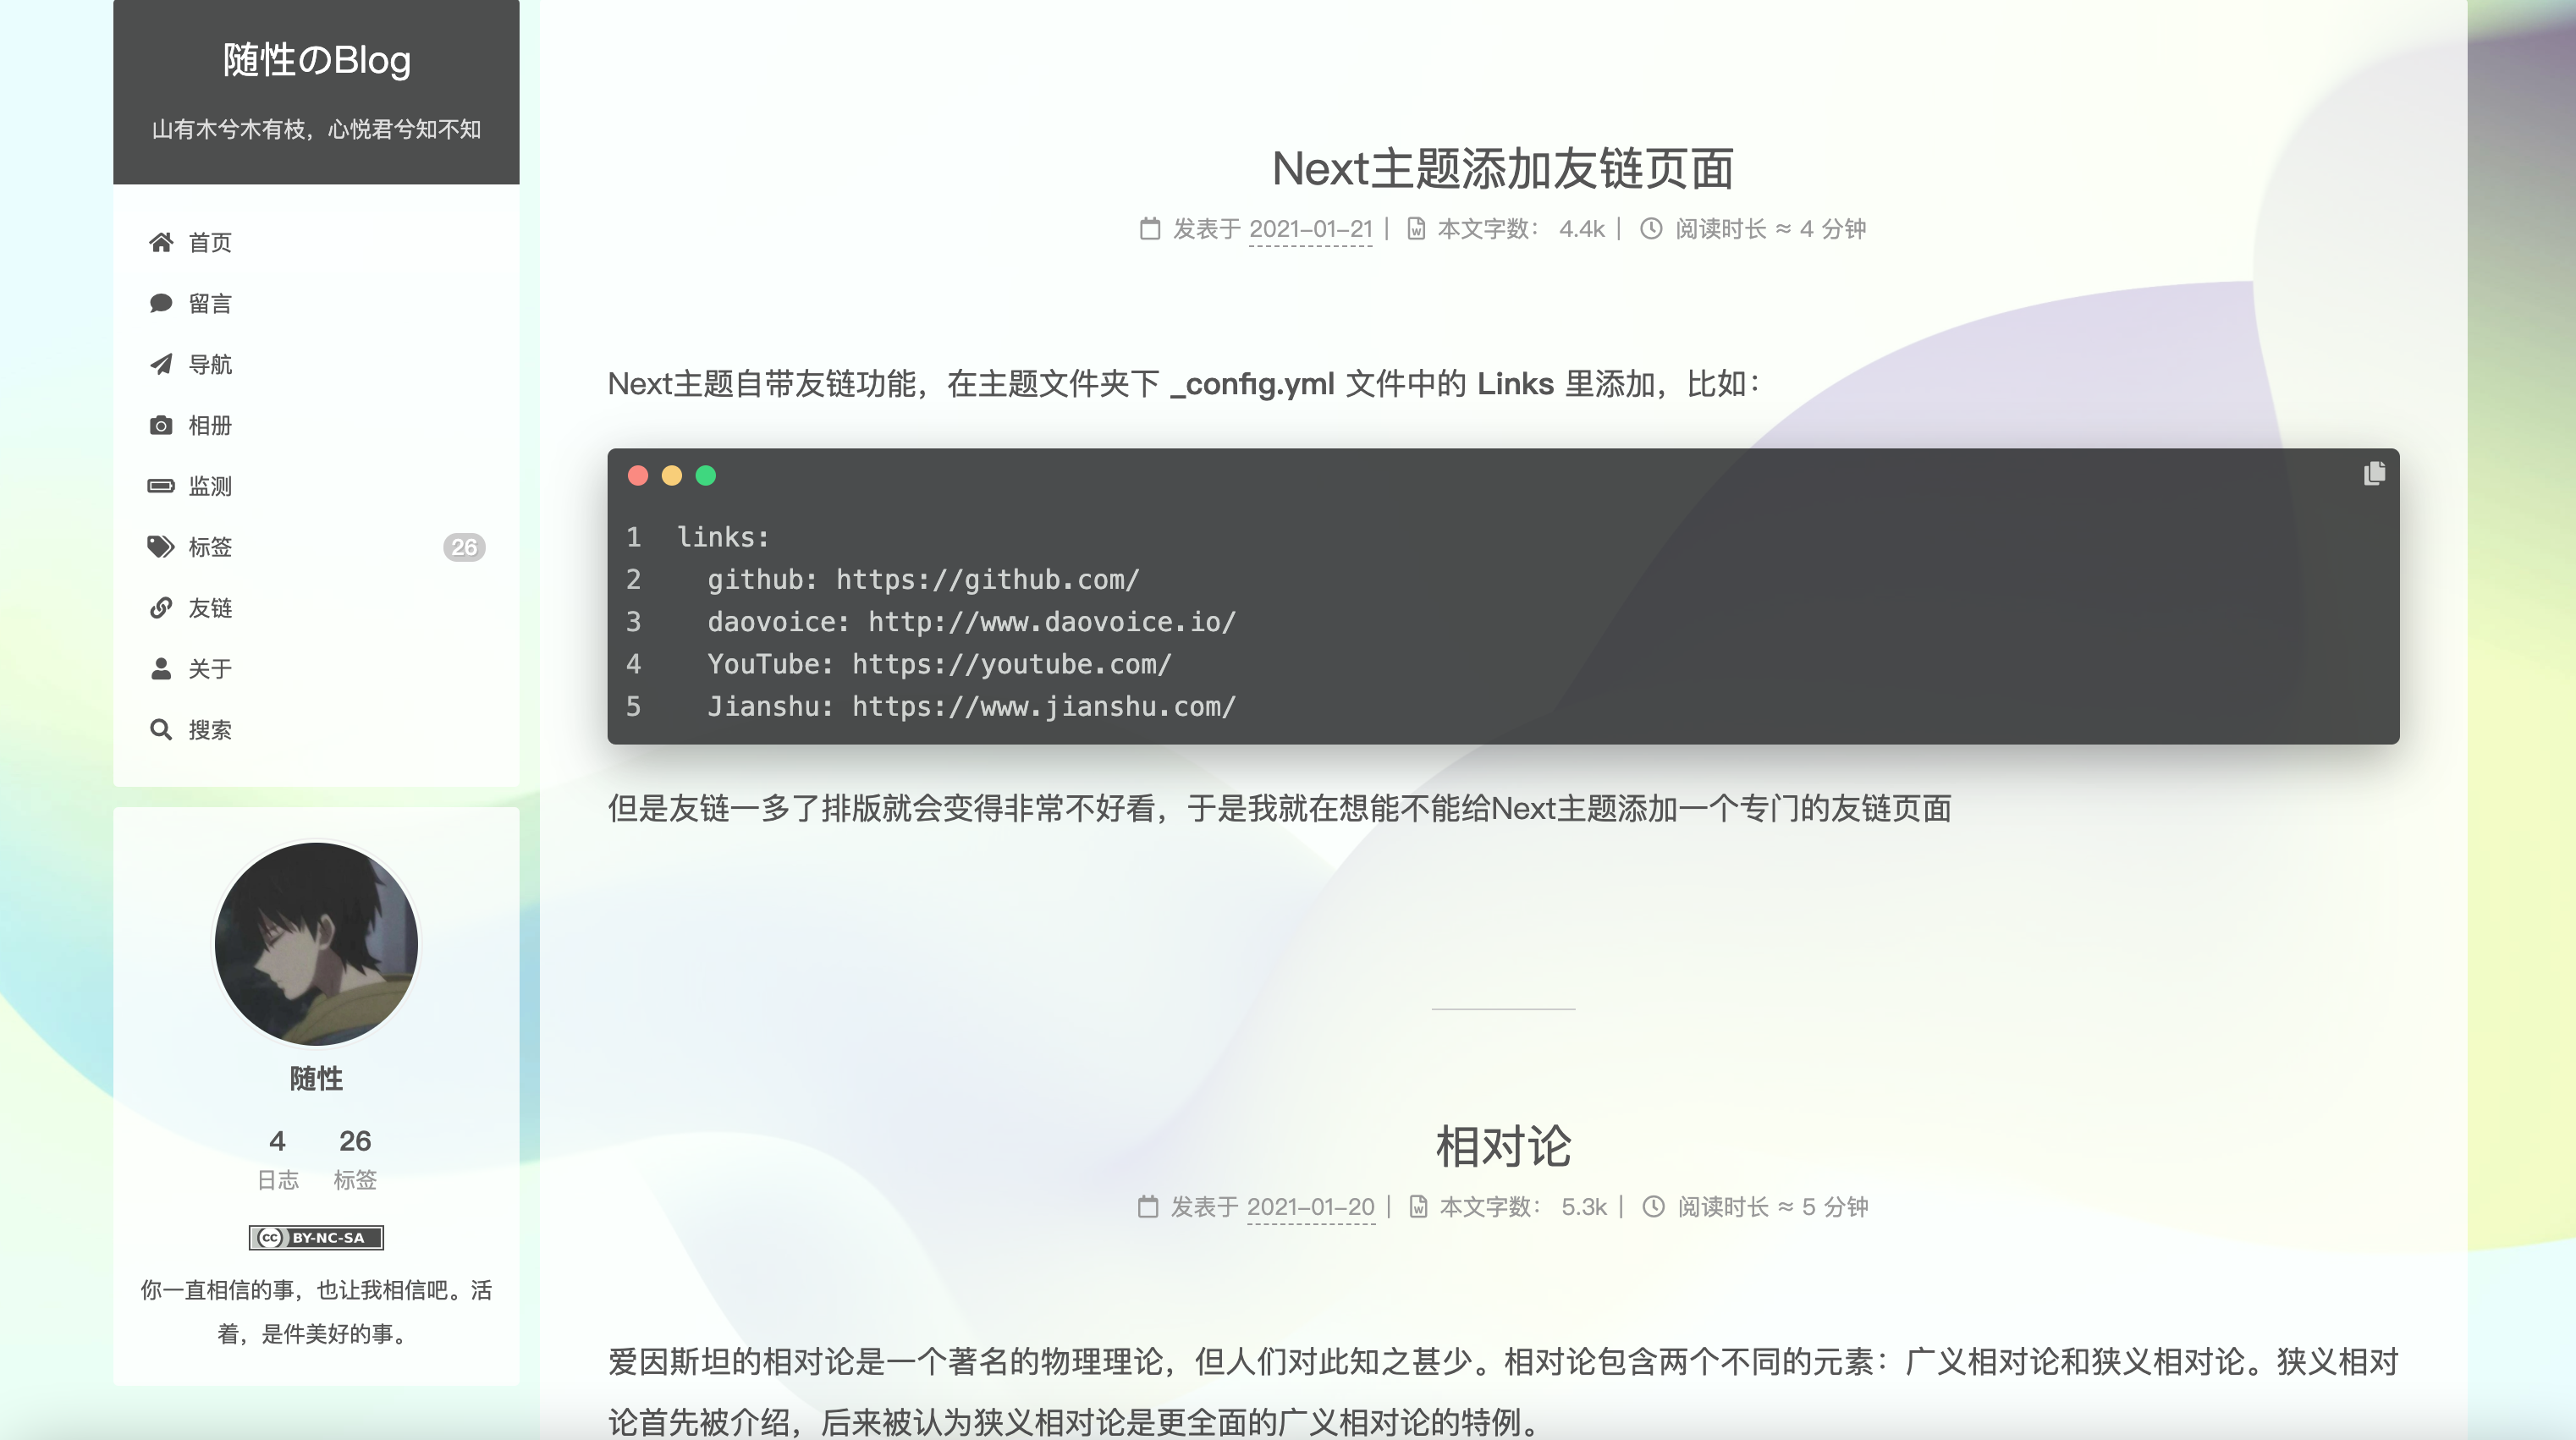 随性のBlog
山有木兮木有枝，心悦君兮知不知
首页
留言
导航
相册
监测
标签 26
友链
关于
搜索
随性
4 26
日志 标签
cc BY-NC-SA
你一直相信的事，也让我相信吧。活
着，是件美好的事。
Next主题添加友链页面
发表于 2021-01-21 | 本文字数： 4.4k | 阅读时长 ≈ 4 分钟
Next主题自带友链功能，在主题文件夹下 _config.yml 文件中的 Links 里添加，比如：
1 links:
2 github: https://github.com/
3 daovoice: http://www.daovoice.io/
4 YouTube: https://youtube.com/
5 Jianshu: https://www.jianshu.com/
但是友链一多了排版就会变得非常不好看，于是我就在想能不能给Next主题添加一个专门的友链页面
相对论
发表于 2021-01-20 | 本文字数： 5.3k | 阅读时长 ≈ 5 分钟
爱因斯坦的相对论是一个著名的物理理论，但人们对此知之甚少。相对论包含两个不同的元素：广义相对论和狭义相对论。狭义相对
论首先被介绍，后来被认为狭义相对论是更全面的广义相对论的特例。